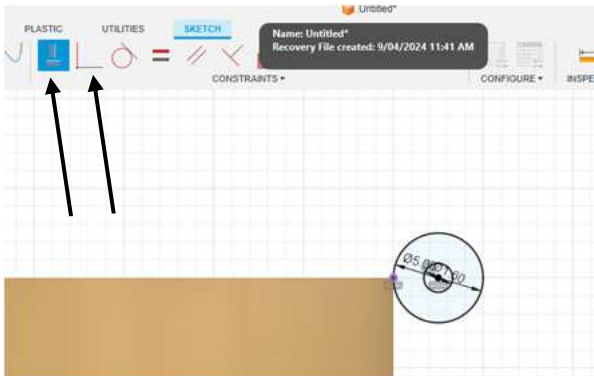 Untitled*
PLASTIC UTILITIES SKETCH
Name: Untitled*
Recovery File created: 9/04/2024 11:41 AM
CONSTRAINTS CONFIGURE INSPE